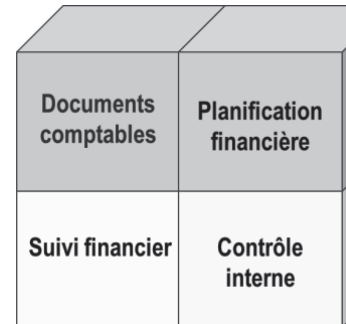 Documents
comptables
Planification
financière
Suivi financier
Contrôle
interne